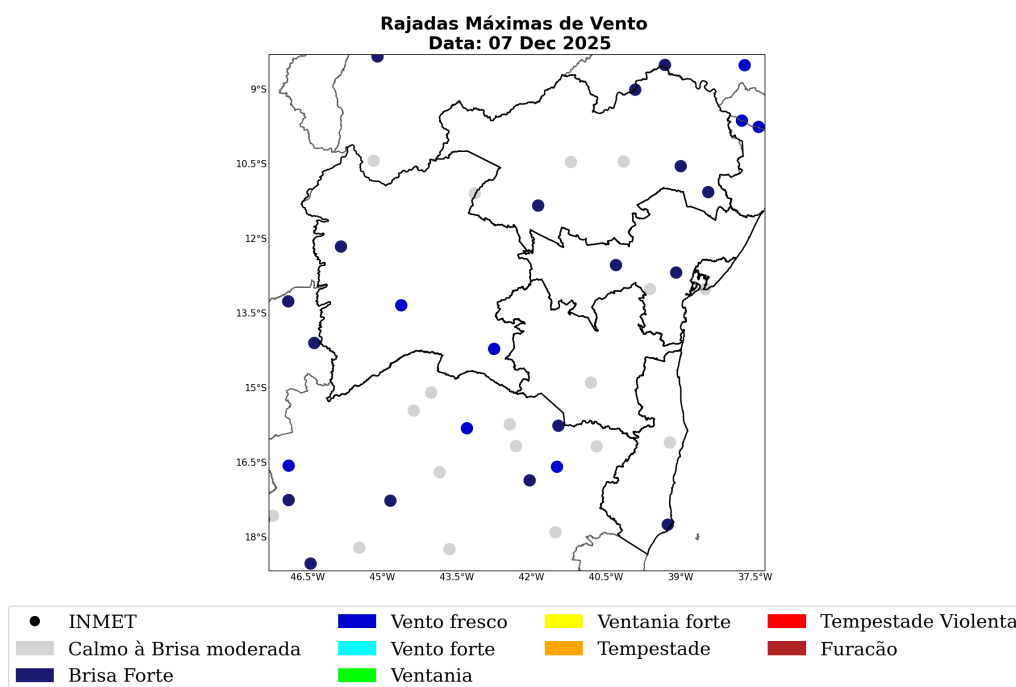 Rajadas Máximas de Vento
Data: 07 Dec 2025
9°S
10.5°S
12°S
13.5°S
15°S
16.5°S
18°S
46.5°W 45°W 43.5°W 42°W 40.5°W 39°W 37.5°W
INMET Vento fresco Ventania forte Tempestade Violenta
Calmo à Brisa moderada Vento forte Tempestade Furacão
Brisa Forte Ventania